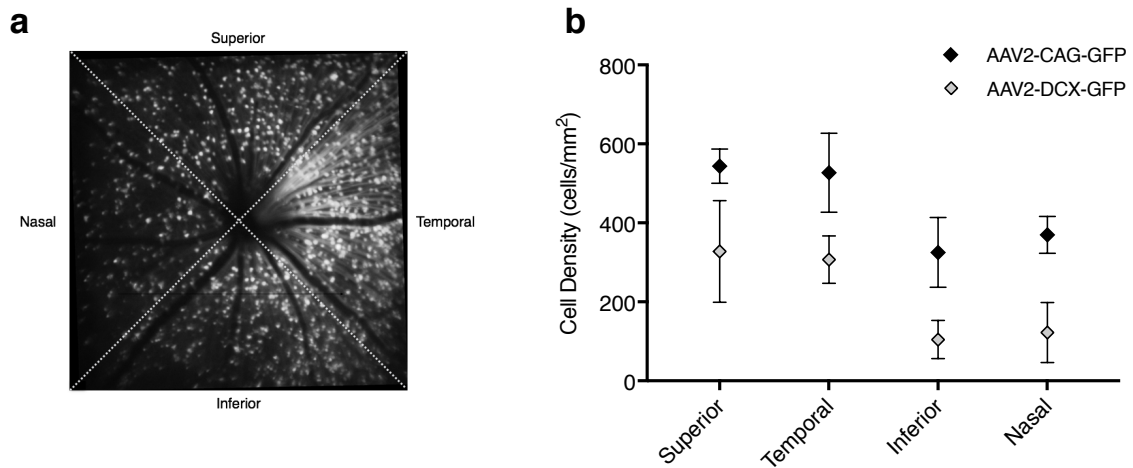 a
Superior
Nasal
Temporal
Inferior
b
AAV2-CAG-GFP
AAV2-DCX-GFP
Cell Density (cells/mm²)
800
600
400
200
0
Superior
Temporal
Inferior
Nasal